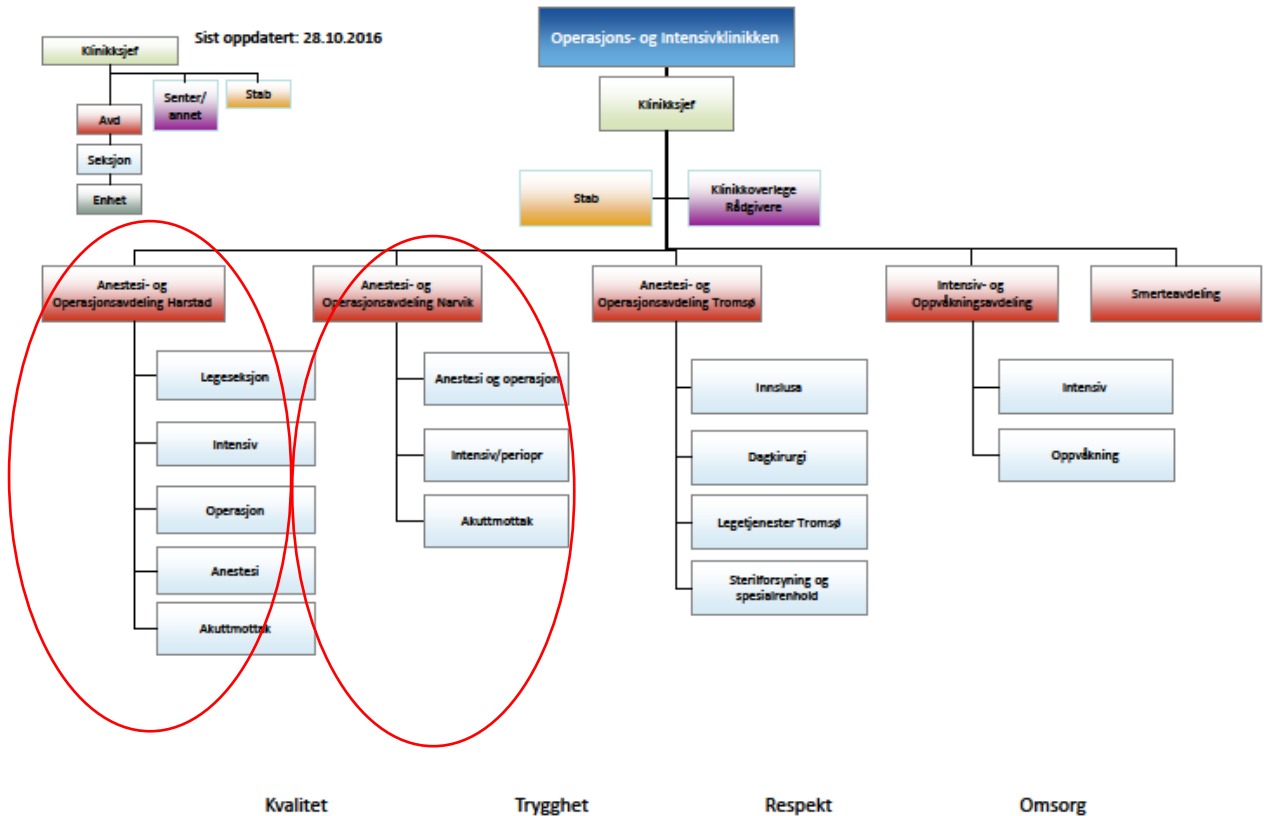 Sist oppdatert: 28.10.2016
Klinikksjef
Senter/
annet
Stab
Avd
Seksjon
Enhet
Operasjons- og Intensivklinikken
Klinikksjef
Stab
Klinikkoverlege
Rådgivere
Anestesi- og
Operasjonsavdeling Harstad
Legeseksjon
Intensiv
Operasjon
Anestesi
Akuttmottak
Anestesi- og
Operasjonsavdeling Narvik
Anestesi og operasjon
Intensiv/periopr
Akuttmottak
Anestesi- og
Operasjonsavdeling Tromsø
Innslusa
Dagkirurgi
Legetjenester Tromsø
Sterilforsyning og
spesialrenhold
Intensiv- og
Oppvåkningsavdeling
Intensiv
Oppvåkning
Smerteavdeling
Kvalitet
Trygghet
Respekt
Omsorg